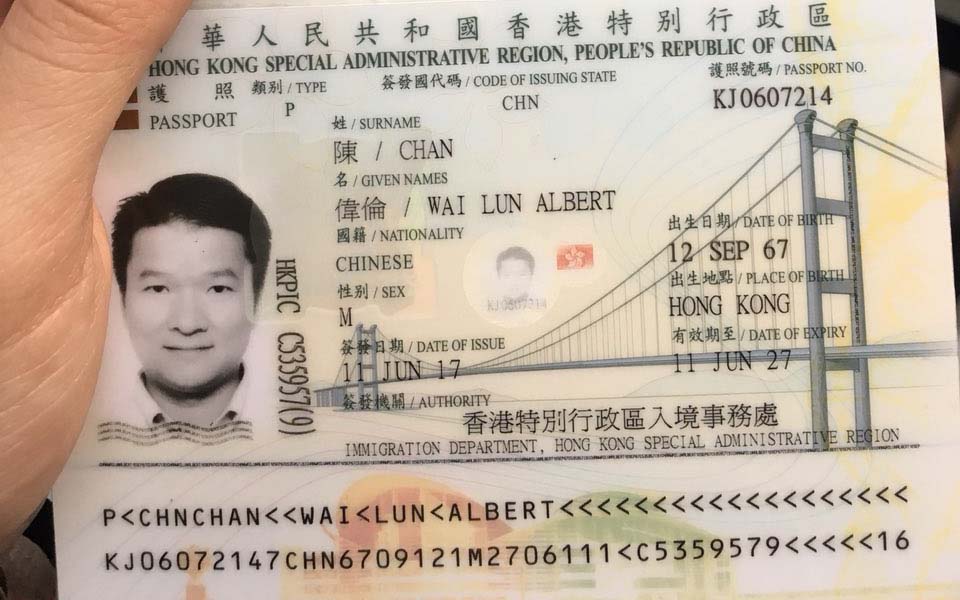 華人民共和國香港特別行政區
HONG KONG SPECIAL ADMINISTRATIVE REGION, PEOPLE'S REPUBLIC OF CHINA
護照 類別 / TYPE 簽發國代碼 / CODE OF ISSUING STATE 護照號碼 / PASSPORT NO.
PASSPORT P CHN KJ0607214
姓 / SURNAME
陳 / CHAN
名 / GIVEN NAMES
偉倫 / WAI LUN ALBERT
國籍 / NATIONALITY
CHINESE
性別 / SEX
M
出生日期 / DATE OF BIRTH
12 SEP 67
出生地點 / PLACE OF BIRTH
HONG KONG
簽發日期 / DATE OF ISSUE
11 JUN 17
有效期至 / DATE OF EXPIRY
11 JUN 27
簽發機關 / AUTHORITY
香港特別行政區入境事務處
IMMIGRATION DEPARTMENT, HONG KONG SPECIAL ADMINISTRATIVE REGION
HKPIC C535957(9)
KJ0607214
P<CHNCHAN<<WAI<LUN<ALBERT<<<<<<<<<<<<<<<<<<<
KJ06072147CHN6709121M2706111<C5359579<<<<<16